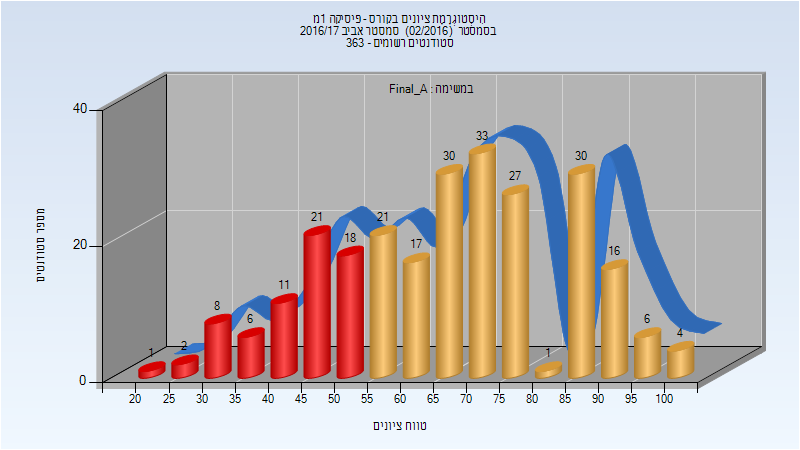 היסטוגרמת ציונים בקורס - פיסיקה 1מ
בסמסטר (02/2016) סמסטר אביב 2016/17
סטודנטים רשומים - 363
במשימה : Final_A
מספר סטודנטים
40
20
0
1
2
8
6
11
21
18
21
17
30
33
27
1
30
16
6
4
20 25 30 35 40 45 50 55 60 65 70 75 80 85 90 95 100
טווח ציונים